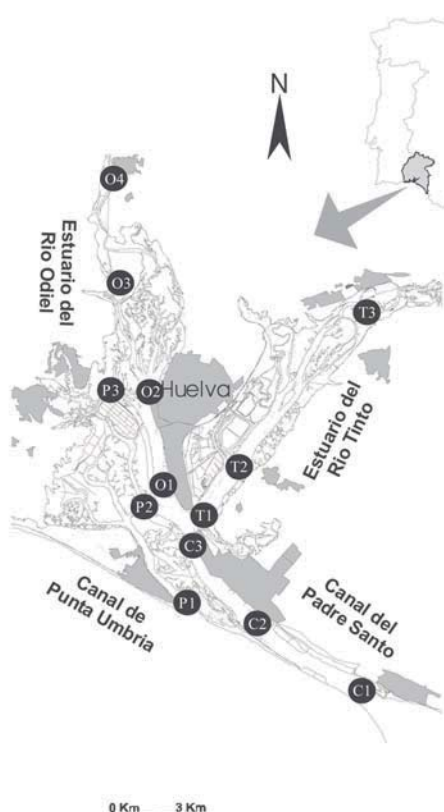 N
O4
Estuario del
Rio Odiel
O3
T3
P3
O2
Huelva
Estuario del
Rio Tinto
T2
O1
P2
T1
C3
Canal de
Punta Umbria
P1
C2
Canal del
Padre Santo
C1
0 Km
3 Km